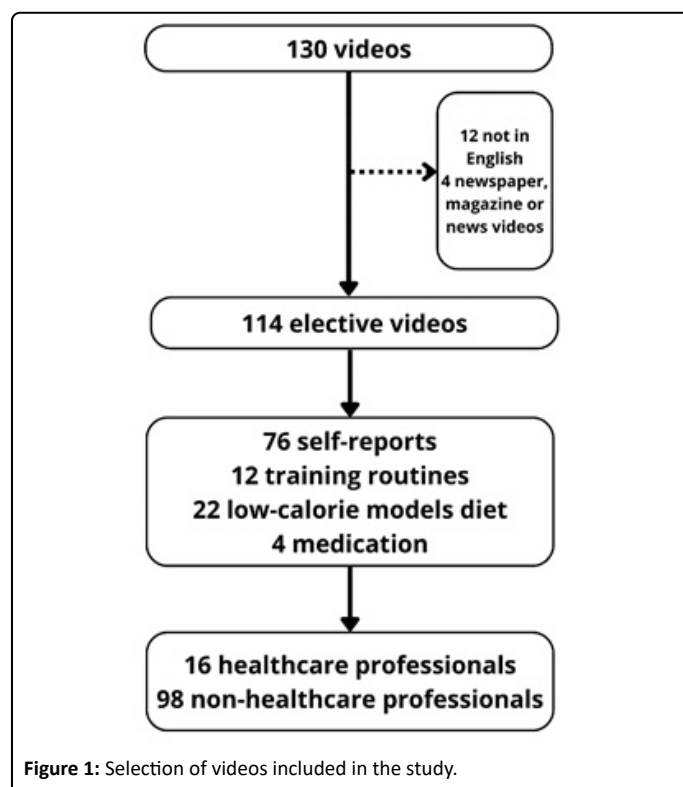 130 videos
12 not in
English
4 newspaper,
magazine or
news videos
114 elective videos
76 self-reports
12 training routines
22 low-calorie models diet
4 medication
16 healthcare professionals
98 non-healthcare professionals
Figure 1: Selection of videos included in the study.